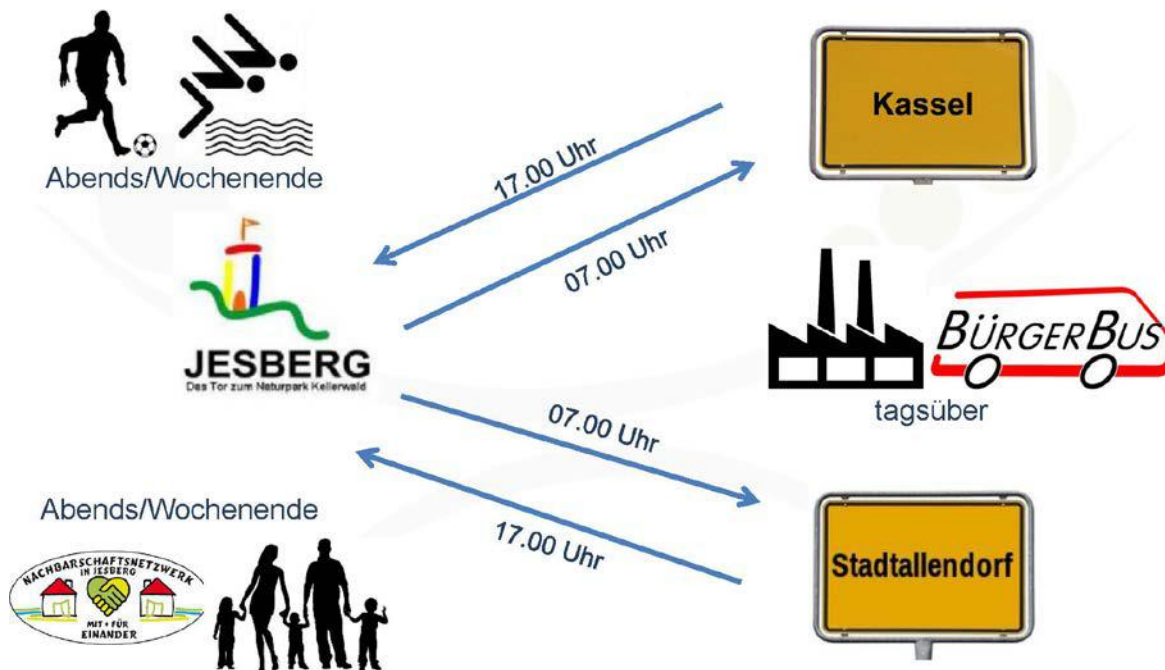 Abends/Wochenende
Kassel
17.00 Uhr
07.00 Uhr
JESBERG
Das Tor zum Naturpark Kellerwald
BÜRGERBUS
tagsüber
07.00 Uhr
17.00 Uhr
Abends/Wochenende
NACHBARSCHAFTSNETZWERK
IN JESBERG
MIT + FÜR
EINANDER
Stadtallendorf